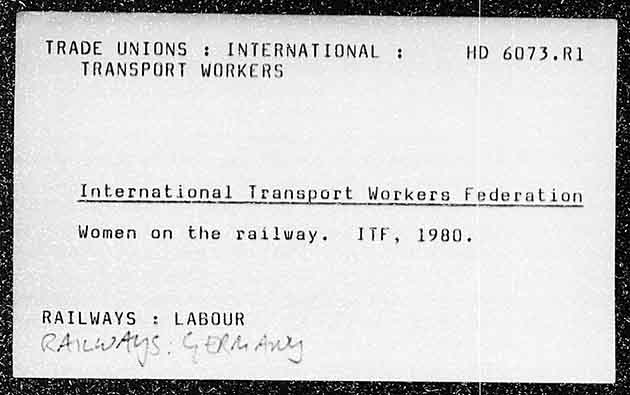 TRADE UNIONS : INTERNATIONAL : HD 6073.R1
TRANSPORT WORKERS
International Transport Workers Federation
Women on the railway. ITF, 1980.
RAILWAYS : LABOUR
RAILWAYS: GERMANY